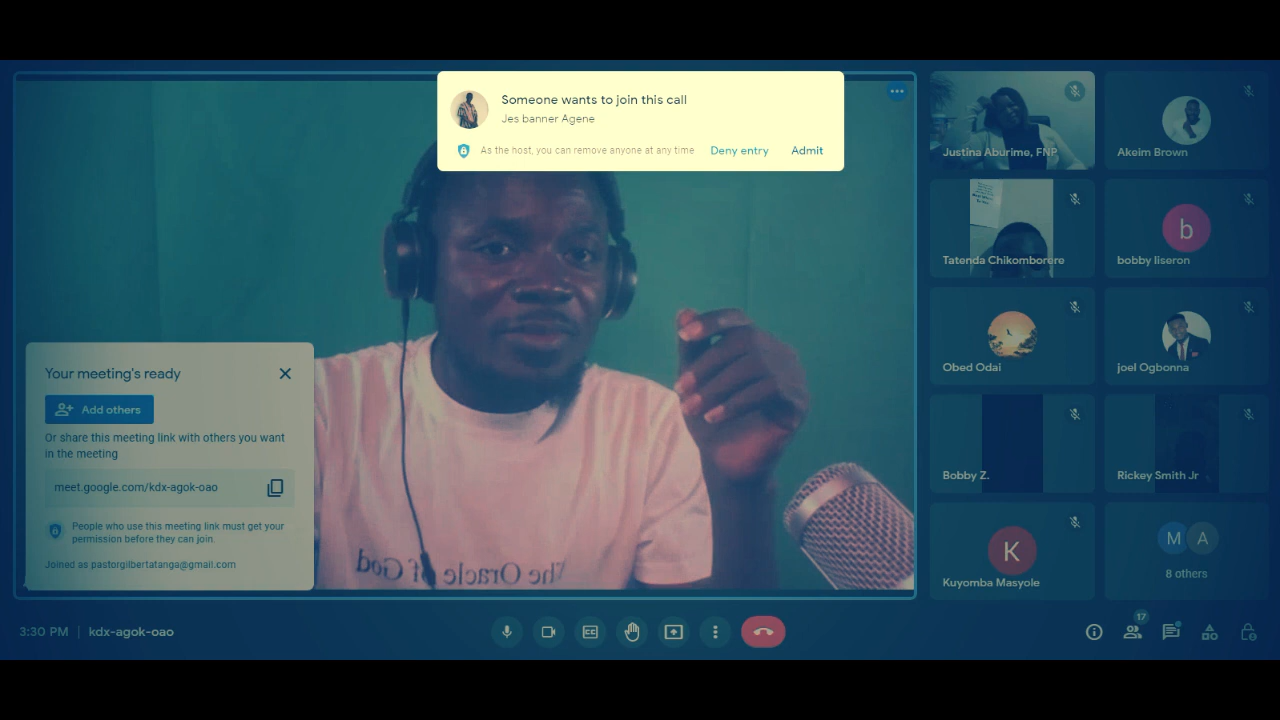 Someone wants to join this call
Jes banner Agene
As the host, you can remove anyone at any time
Deny entry
Admit
Your meeting's ready
Add others
Or share this meeting link with others you want
in the meeting
meet.google.com/kdx-agok-oao
People who use this meeting link must get your
permission before they can join.
Joined as pastorgilbertatanga@gmail.com
The Oracle of God
Justina Aburime, FNP
Akeim Brown
Tatenda Chikomborere
b
bobby liseron
Obed Odai
joel Ogbonna
Bobby Z.
Rickey Smith Jr
K
Kuyomba Masyole
M
A
8 others
3:30 PM | kdx-agok-oao
CC
17